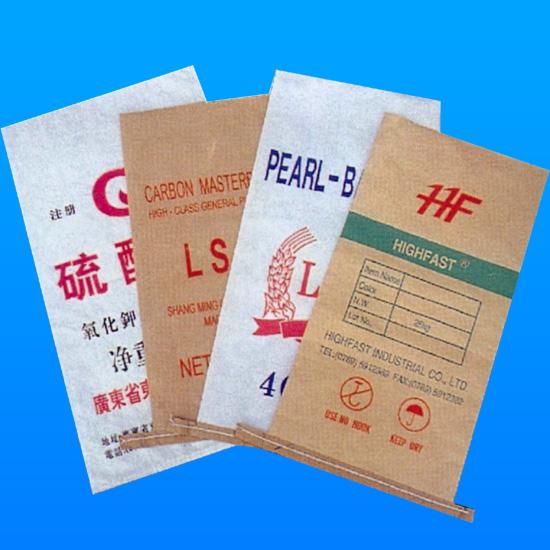 注册
硫酸
氧化钾
净重
廣東省東
CARBON MASTER
HIGH-CLASS GENERAL
LS
SHANG MING
NET
PEARL-B
L
HF
HIGHFAST®
Item Name
Color
N.W. 25kg
Lot No.
HIGHFAST INDUSTRIAL CO., LTD
USE NO HOOK
KEEP DRY